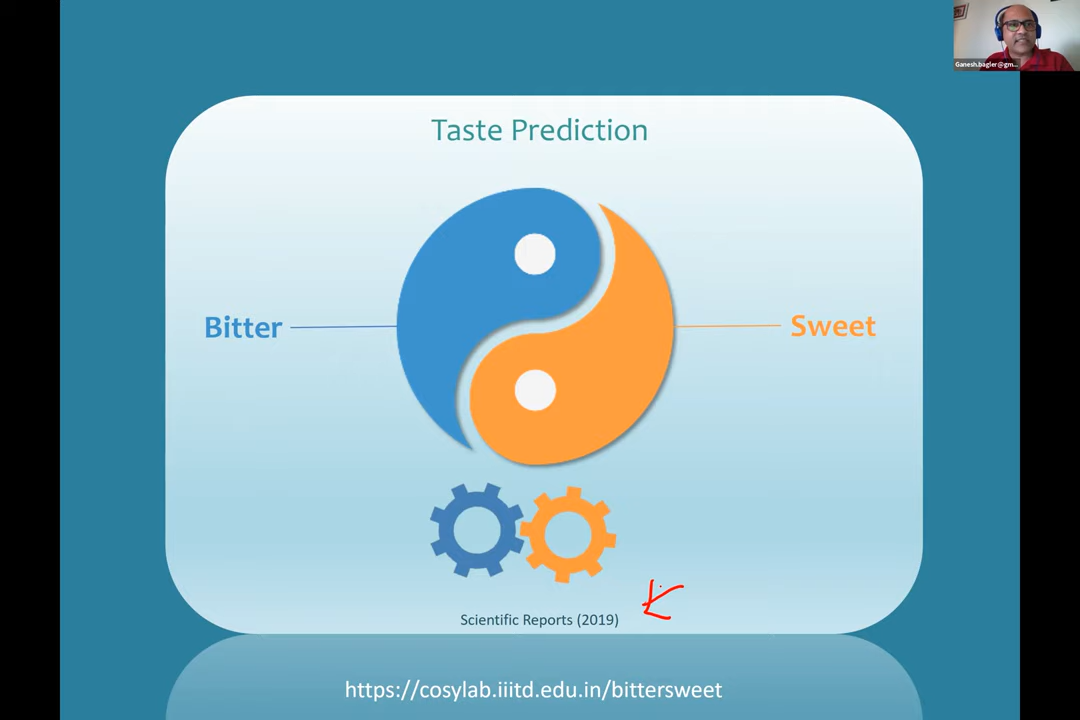 Ganesh.bagler@gm...
Taste Prediction
Bitter
Sweet
Scientific Reports (2019)
https://cosylab.iiitd.edu.in/bittersweet